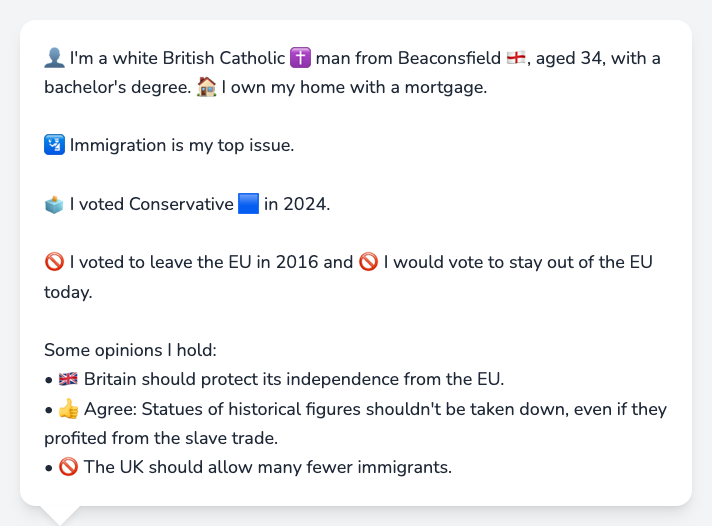 👤 I'm a white British Catholic ✝️ man from Beaconsfield 🏴󠁧󠁢󠁥󠁮󠁧󠁿, aged 34, with a
bachelor's degree. 🏠 I own my home with a mortgage.
🛂 Immigration is my top issue.
🗳️ I voted Conservative 🟦 in 2024.
🚫 I voted to leave the EU in 2016 and 🚫 I would vote to stay out of the EU
today.
Some opinions I hold:
• 🇬🇧 Britain should protect its independence from the EU.
• 👍 Agree: Statues of historical figures shouldn't be taken down, even if they
profited from the slave trade.
• 🚫 The UK should allow many fewer immigrants.